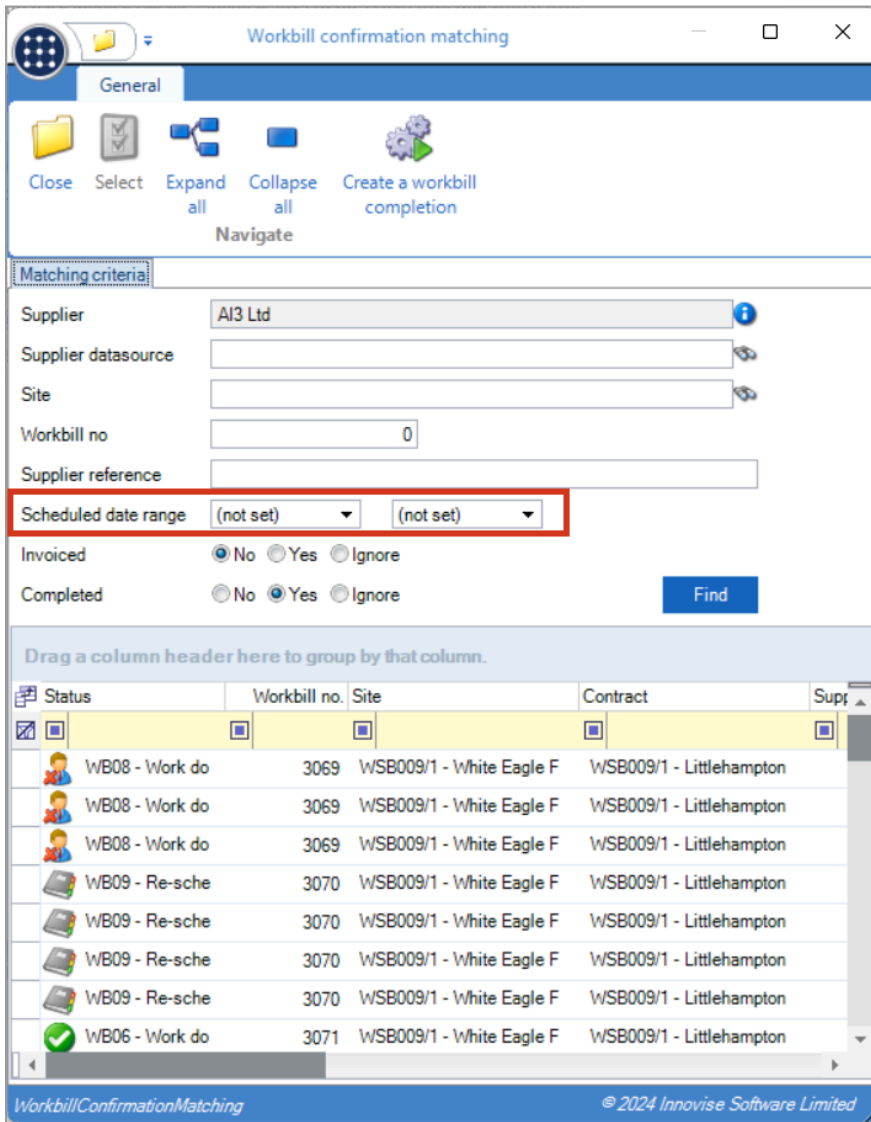 Workbill confirmation matching
General
Close Select Expand all Collapse all Create a workbill completion
Navigate
Matching criteria
Supplier AI3 Ltd
Supplier datasource
Site
Workbill no 0
Supplier reference
Scheduled date range (not set) (not set)
Invoiced No Yes Ignore
Completed No Yes Ignore Find
Drag a column header here to group by that column.
Status Workbill no. Site Contract Supp
WB08 - Work do 3069 WSB009/1 - White Eagle F WSB009/1 - Littlehampton
WB08 - Work do 3069 WSB009/1 - White Eagle F WSB009/1 - Littlehampton
WB08 - Work do 3069 WSB009/1 - White Eagle F WSB009/1 - Littlehampton
WB09 - Re-sche 3070 WSB009/1 - White Eagle F WSB009/1 - Littlehampton
WB09 - Re-sche 3070 WSB009/1 - White Eagle F WSB009/1 - Littlehampton
WB09 - Re-sche 3070 WSB009/1 - White Eagle F WSB009/1 - Littlehampton
WB09 - Re-sche 3070 WSB009/1 - White Eagle F WSB009/1 - Littlehampton
WB06 - Work do 3071 WSB009/1 - White Eagle F WSB009/1 - Littlehampton
WorkbillConfirmationMatching © 2024 Innovise Software Limited